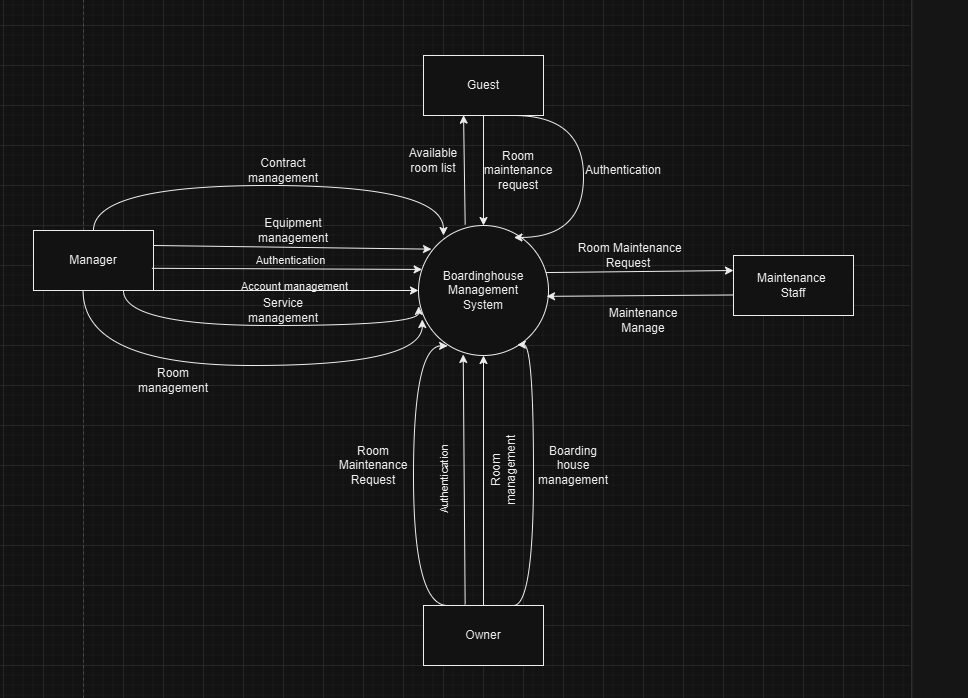 Guest
Available
room list
Room
maintenance
request
Authentication
Contract
management
Equipment
management
Manager
Authentication
Account management
Service
management
Room
management
Boardinghouse
Management
System
Room Maintenance
Request
Maintenance
Staff
Maintenance
Manage
Room
Maintenance
Request
Authentication
Room
management
Boarding
house
management
Owner